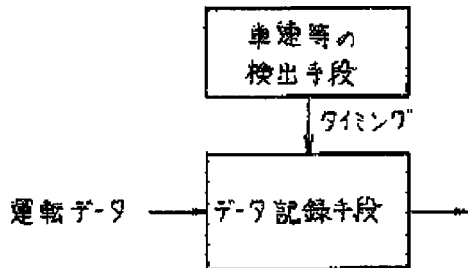 車速等の
検出手段
タイミング
運転データ
データ記録手段